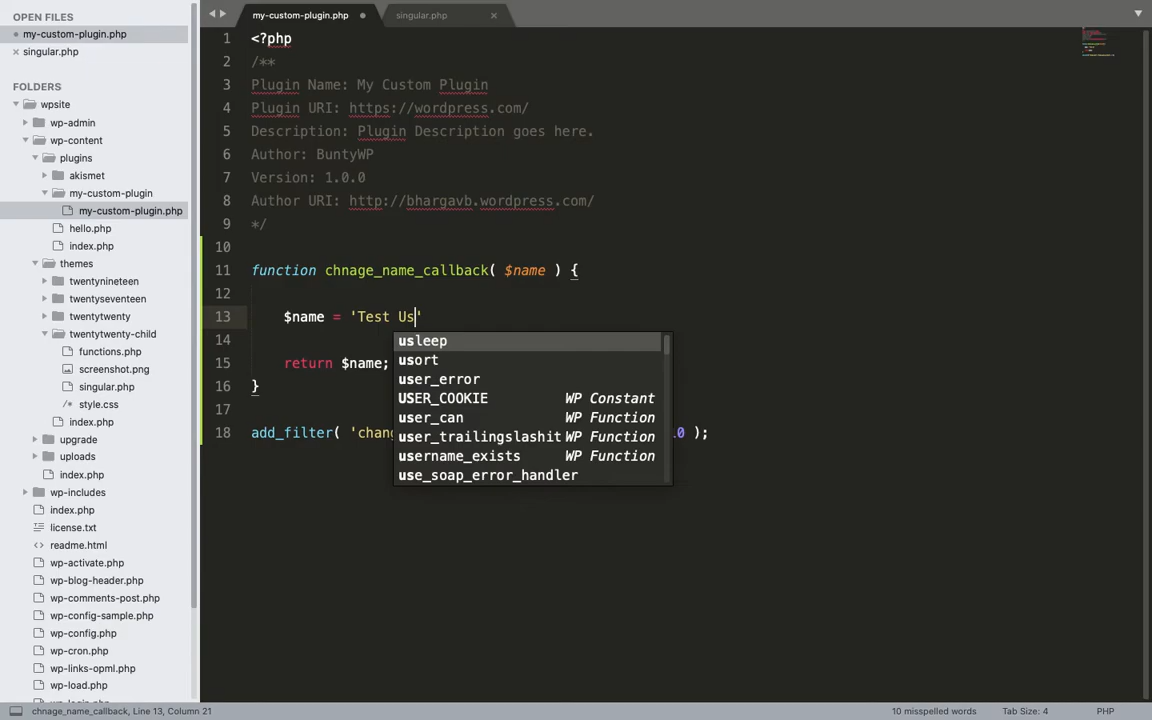 OPEN FILES
my-custom-plugin.php
singular.php
FOLDERS
wpsite
wp-admin
wp-content
plugins
akismet
my-custom-plugin
my-custom-plugin.php
hello.php
index.php
themes
twentynineteen
twentyseventeen
twentytwenty
twentytwenty-child
functions.php
screenshot.png
singular.php
style.css
index.php
upgrade
uploads
index.php
wp-includes
index.php
license.txt
readme.html
wp-activate.php
wp-blog-header.php
wp-comments-post.php
wp-config-sample.php
wp-config.php
wp-cron.php
wp-links-opml.php
wp-load.php
my-custom-plugin.php singular.php
1 <?php
2 /**
3 Plugin Name: My Custom Plugin
4 Plugin URI: https://wordpress.com/
5 Description: Plugin Description goes here.
6 Author: BuntyWP
7 Version: 1.0.0
8 Author URI: http://bhargavb.wordpress.com/
9 */
10
11 function chnage_name_callback( $name ) {
12
13 $name = 'Test Us'
14
15 return $name;
16 }
17
18 add_filter( 'chan 0 );
usleep
usort
user_error
USER_COOKIE WP Constant
user_can WP Function
user_trailingslashit WP Function
username_exists WP Function
use_soap_error_handler
chnage_name_callback, Line 13, Column 21 10 misspelled words Tab Size: 4 PHP